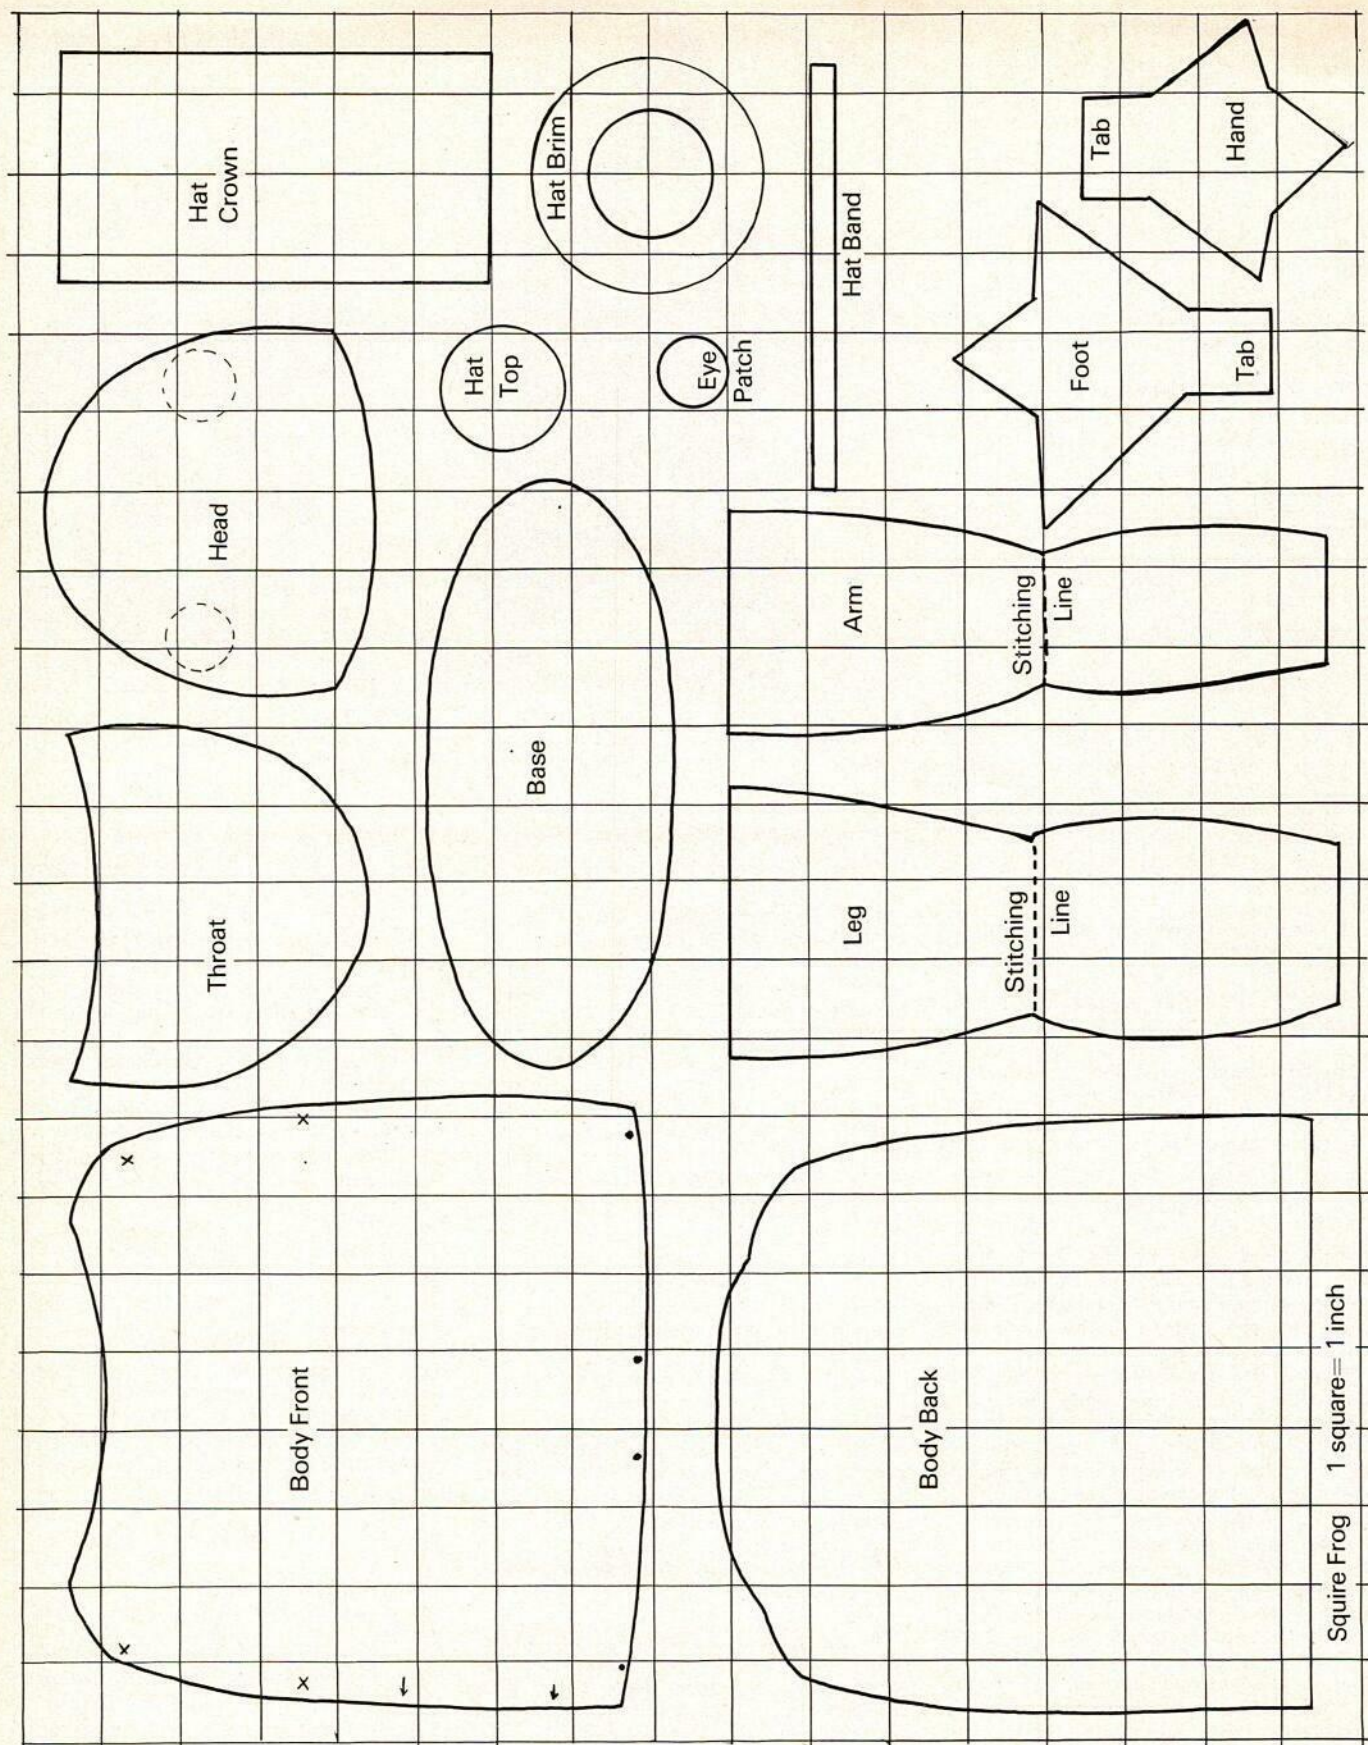 Hat
Crown
Hat Brim
Hat Band
Tab
Hand
Head
Hat
Top
Eye
Patch
Foot
Tab
Throat
Base
Arm
Stitching
Line
Leg
Stitching
Line
Body Front
Body Back
Squire Frog 1 square= 1 inch